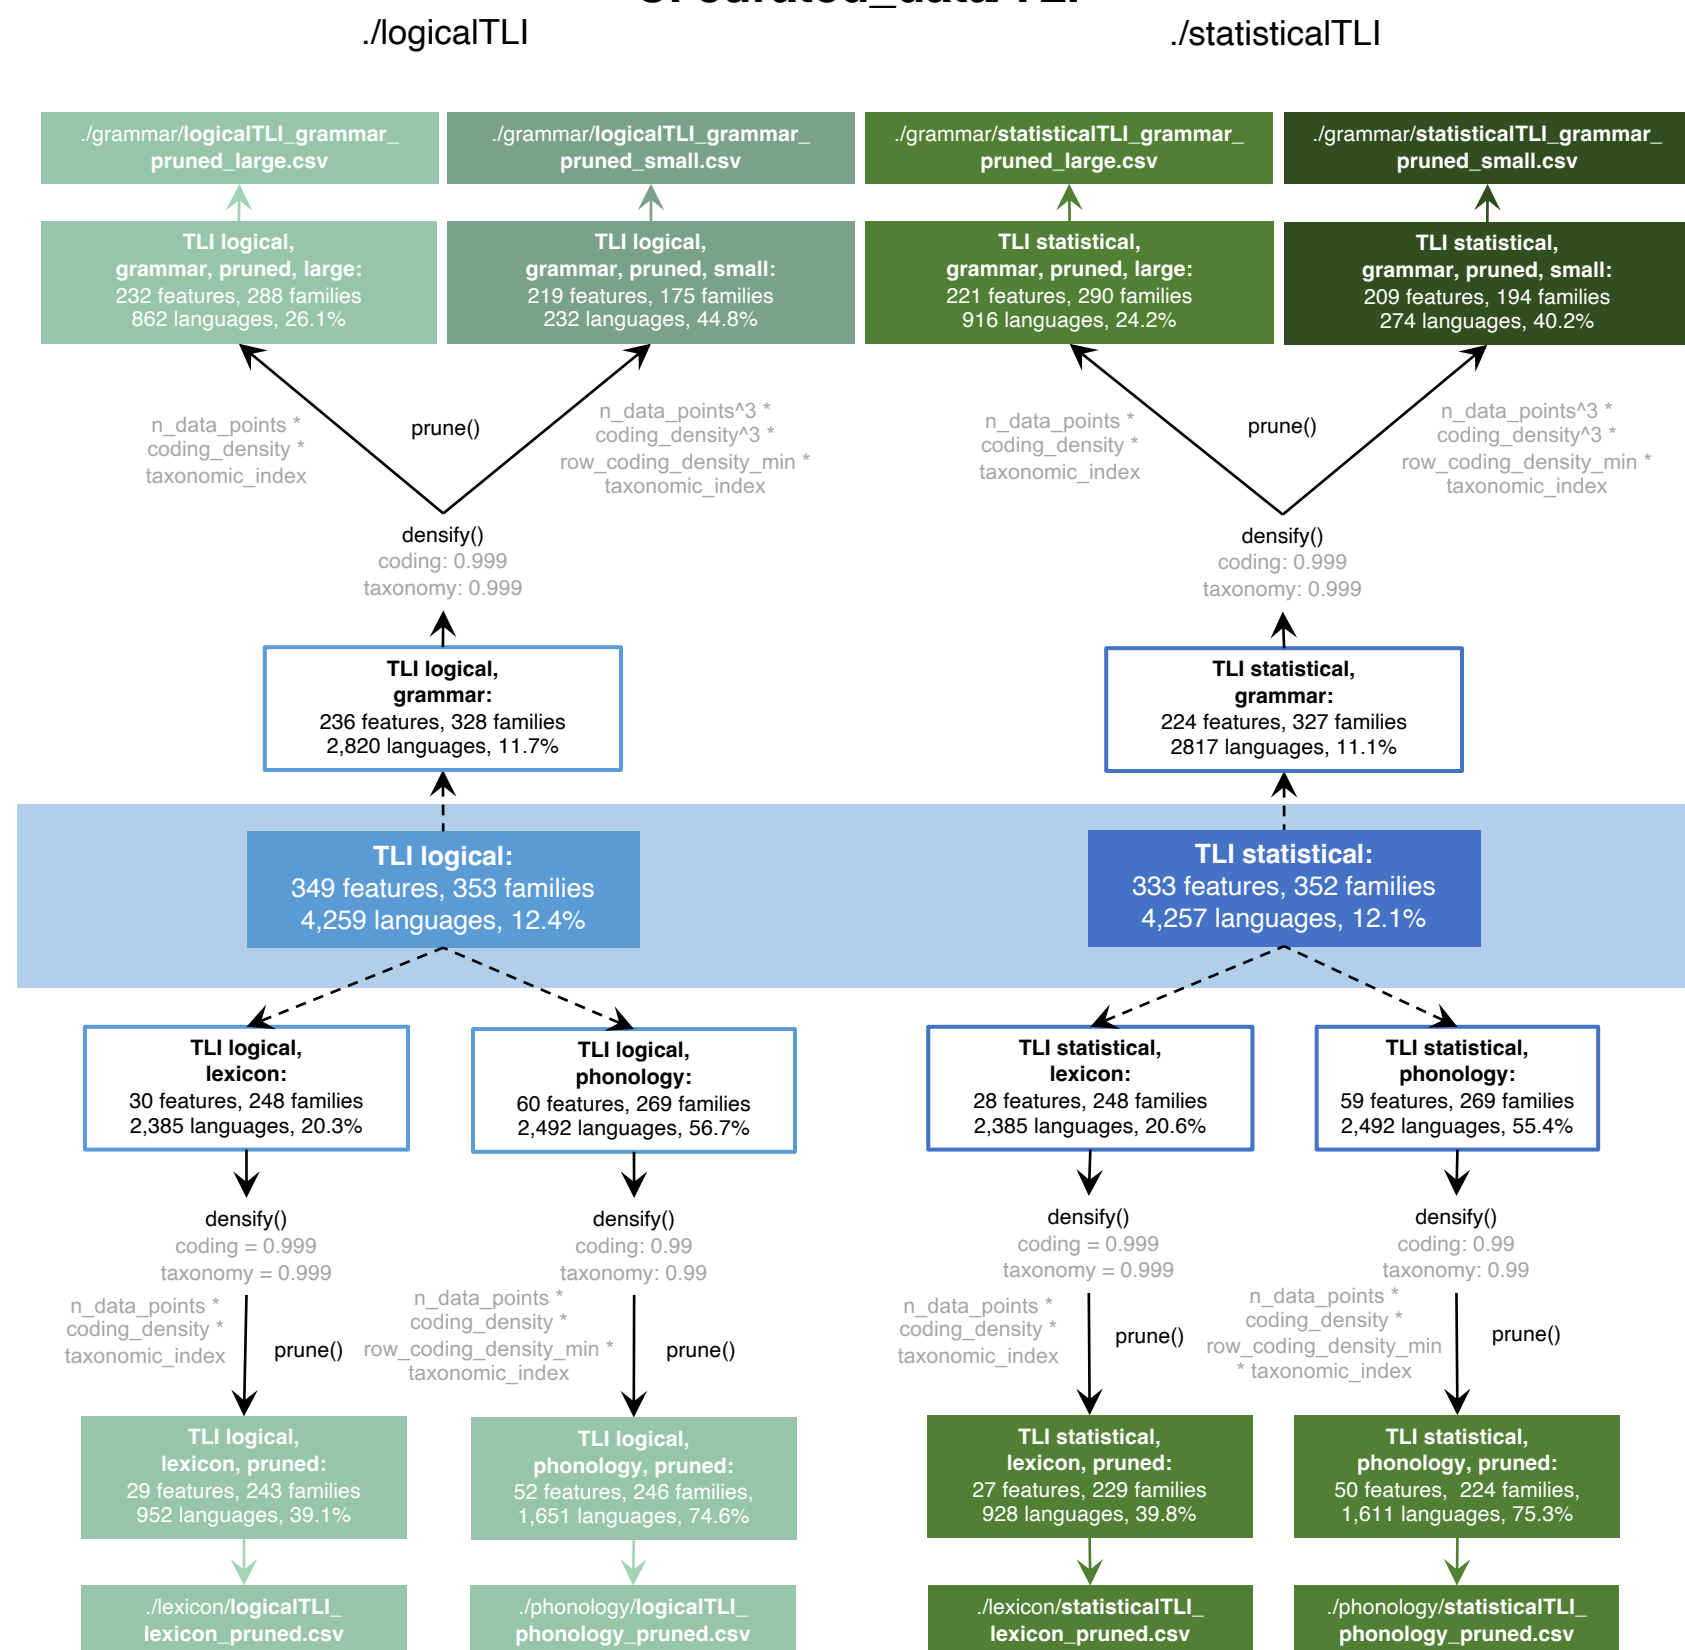 ./logicalTLI
./statisticalTLI
./grammar/logicalTLI_grammar_
pruned_large.csv
./grammar/logicalTLI_grammar_
pruned_small.csv
./grammar/statisticalTLI_grammar_
pruned_large.csv
./grammar/statisticalTLI_grammar_
pruned_small.csv
TLI logical,
grammar, pruned, large:
232 features, 288 families
862 languages, 26.1%
TLI logical,
grammar, pruned, small:
219 features, 175 families
232 languages, 44.8%
TLI statistical,
grammar, pruned, large:
221 features, 290 families
916 languages, 24.2%
TLI statistical,
grammar, pruned, small:
209 features, 194 families
274 languages, 40.2%
n_data_points *
coding_density *
taxonomic_index
prune()
n_data_points^3 *
coding_density^3 *
row_coding_density_min *
taxonomic_index
n_data_points *
coding_density *
taxonomic_index
prune()
n_data_points^3 *
coding_density^3 *
row_coding_density_min *
taxonomic_index
densify()
coding: 0.999
taxonomy: 0.999
densify()
coding: 0.999
taxonomy: 0.999
TLI logical,
grammar:
236 features, 328 families
2,820 languages, 11.7%
TLI statistical,
grammar:
224 features, 327 families
2817 languages, 11.1%
TLI logical:
349 features, 353 families
4,259 languages, 12.4%
TLI statistical:
333 features, 352 families
4,257 languages, 12.1%
TLI logical,
lexicon:
30 features, 248 families
2,385 languages, 20.3%
TLI logical,
phonology:
60 features, 269 families
2,492 languages, 56.7%
TLI statistical,
lexicon:
28 features, 248 families
2,385 languages, 20.6%
TLI statistical,
phonology:
59 features, 269 families
2,492 languages, 55.4%
densify()
coding = 0.999
taxonomy = 0.999
densify()
coding: 0.99
taxonomy: 0.99
densify()
coding = 0.999
taxonomy = 0.999
densify()
coding: 0.99
taxonomy: 0.99
n_data_points *
coding_density *
taxonomic_index
prune()
n_data_points *
coding_density *
row_coding_density_min *
taxonomic_index
prune()
n_data_points *
coding_density *
taxonomic_index
prune()
n_data_points *
coding_density *
row_coding_density_min
* taxonomic_index
prune()
TLI logical,
lexicon, pruned:
29 features, 243 families
952 languages, 39.1%
TLI logical,
phonology, pruned:
52 features, 246 families,
1,651 languages, 74.6%
TLI statistical,
lexicon, pruned:
27 features, 229 families
928 languages, 39.8%
TLI statistical,
phonology, pruned:
50 features, 224 families,
1,611 languages, 75.3%
./lexicon/logicalTLI_
lexicon_pruned.csv
./phonology/logicalTLI_
phonology_pruned.csv
./lexicon/statisticalTLI_
lexicon_pruned.csv
./phonology/statisticalTLI_
phonology_pruned.csv